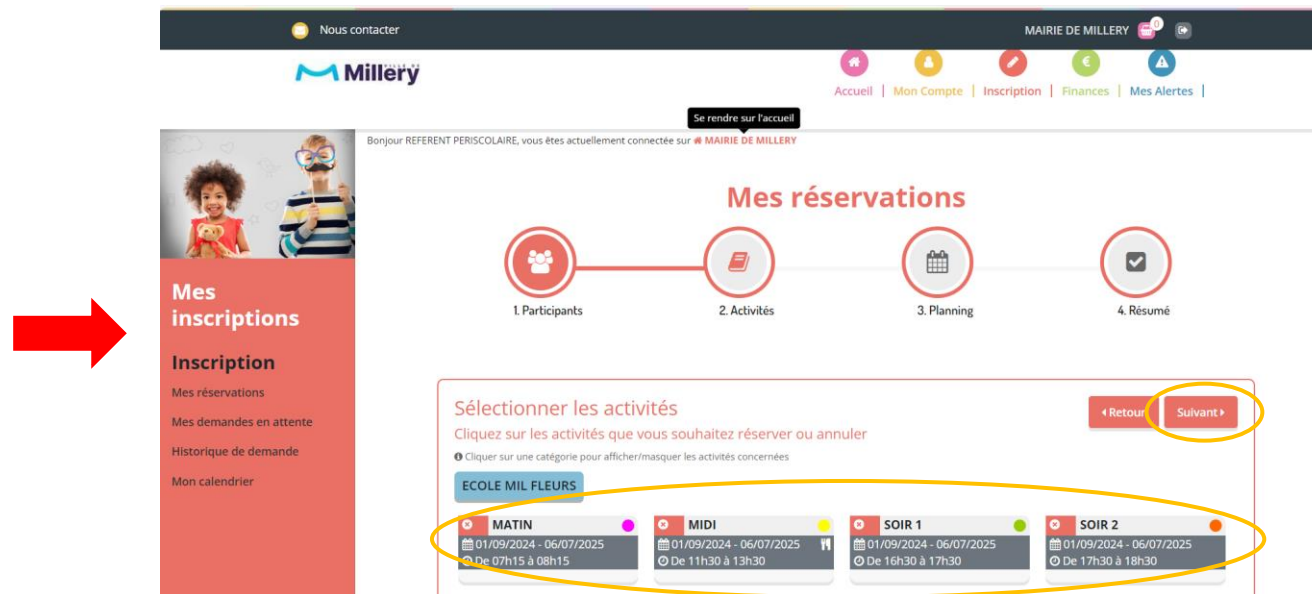 Nous contacter
MAIRIE DE MILLERY 0
VILLE DE
Millery
Accueil | Mon Compte | Inscription | Finances | Mes Alertes |
Se rendre sur l'accueil
Bonjour REFERENT PERISCOLAIRE, vous êtes actuellement connectée sur MAIRIE DE MILLERY
Mes réservations
1. Participants
2. Activités
3. Planning
4. Résumé
Mes
inscriptions
Inscription
Mes réservations
Mes demandes en attente
Historique de demande
Mon calendrier
Sélectionner les activités
Retour
Suivant
Cliquez sur les activités que vous souhaitez réserver ou annuler
Cliquer sur une catégorie pour afficher/masquer les activités concernées
ECOLE MIL FLEURS
MATIN
01/09/2024 - 06/07/2025
De 07h15 à 08h15
MIDI
01/09/2024 - 06/07/2025
De 11h30 à 13h30
SOIR 1
01/09/2024 - 06/07/2025
De 16h30 à 17h30
SOIR 2
01/09/2024 - 06/07/2025
De 17h30 à 18h30